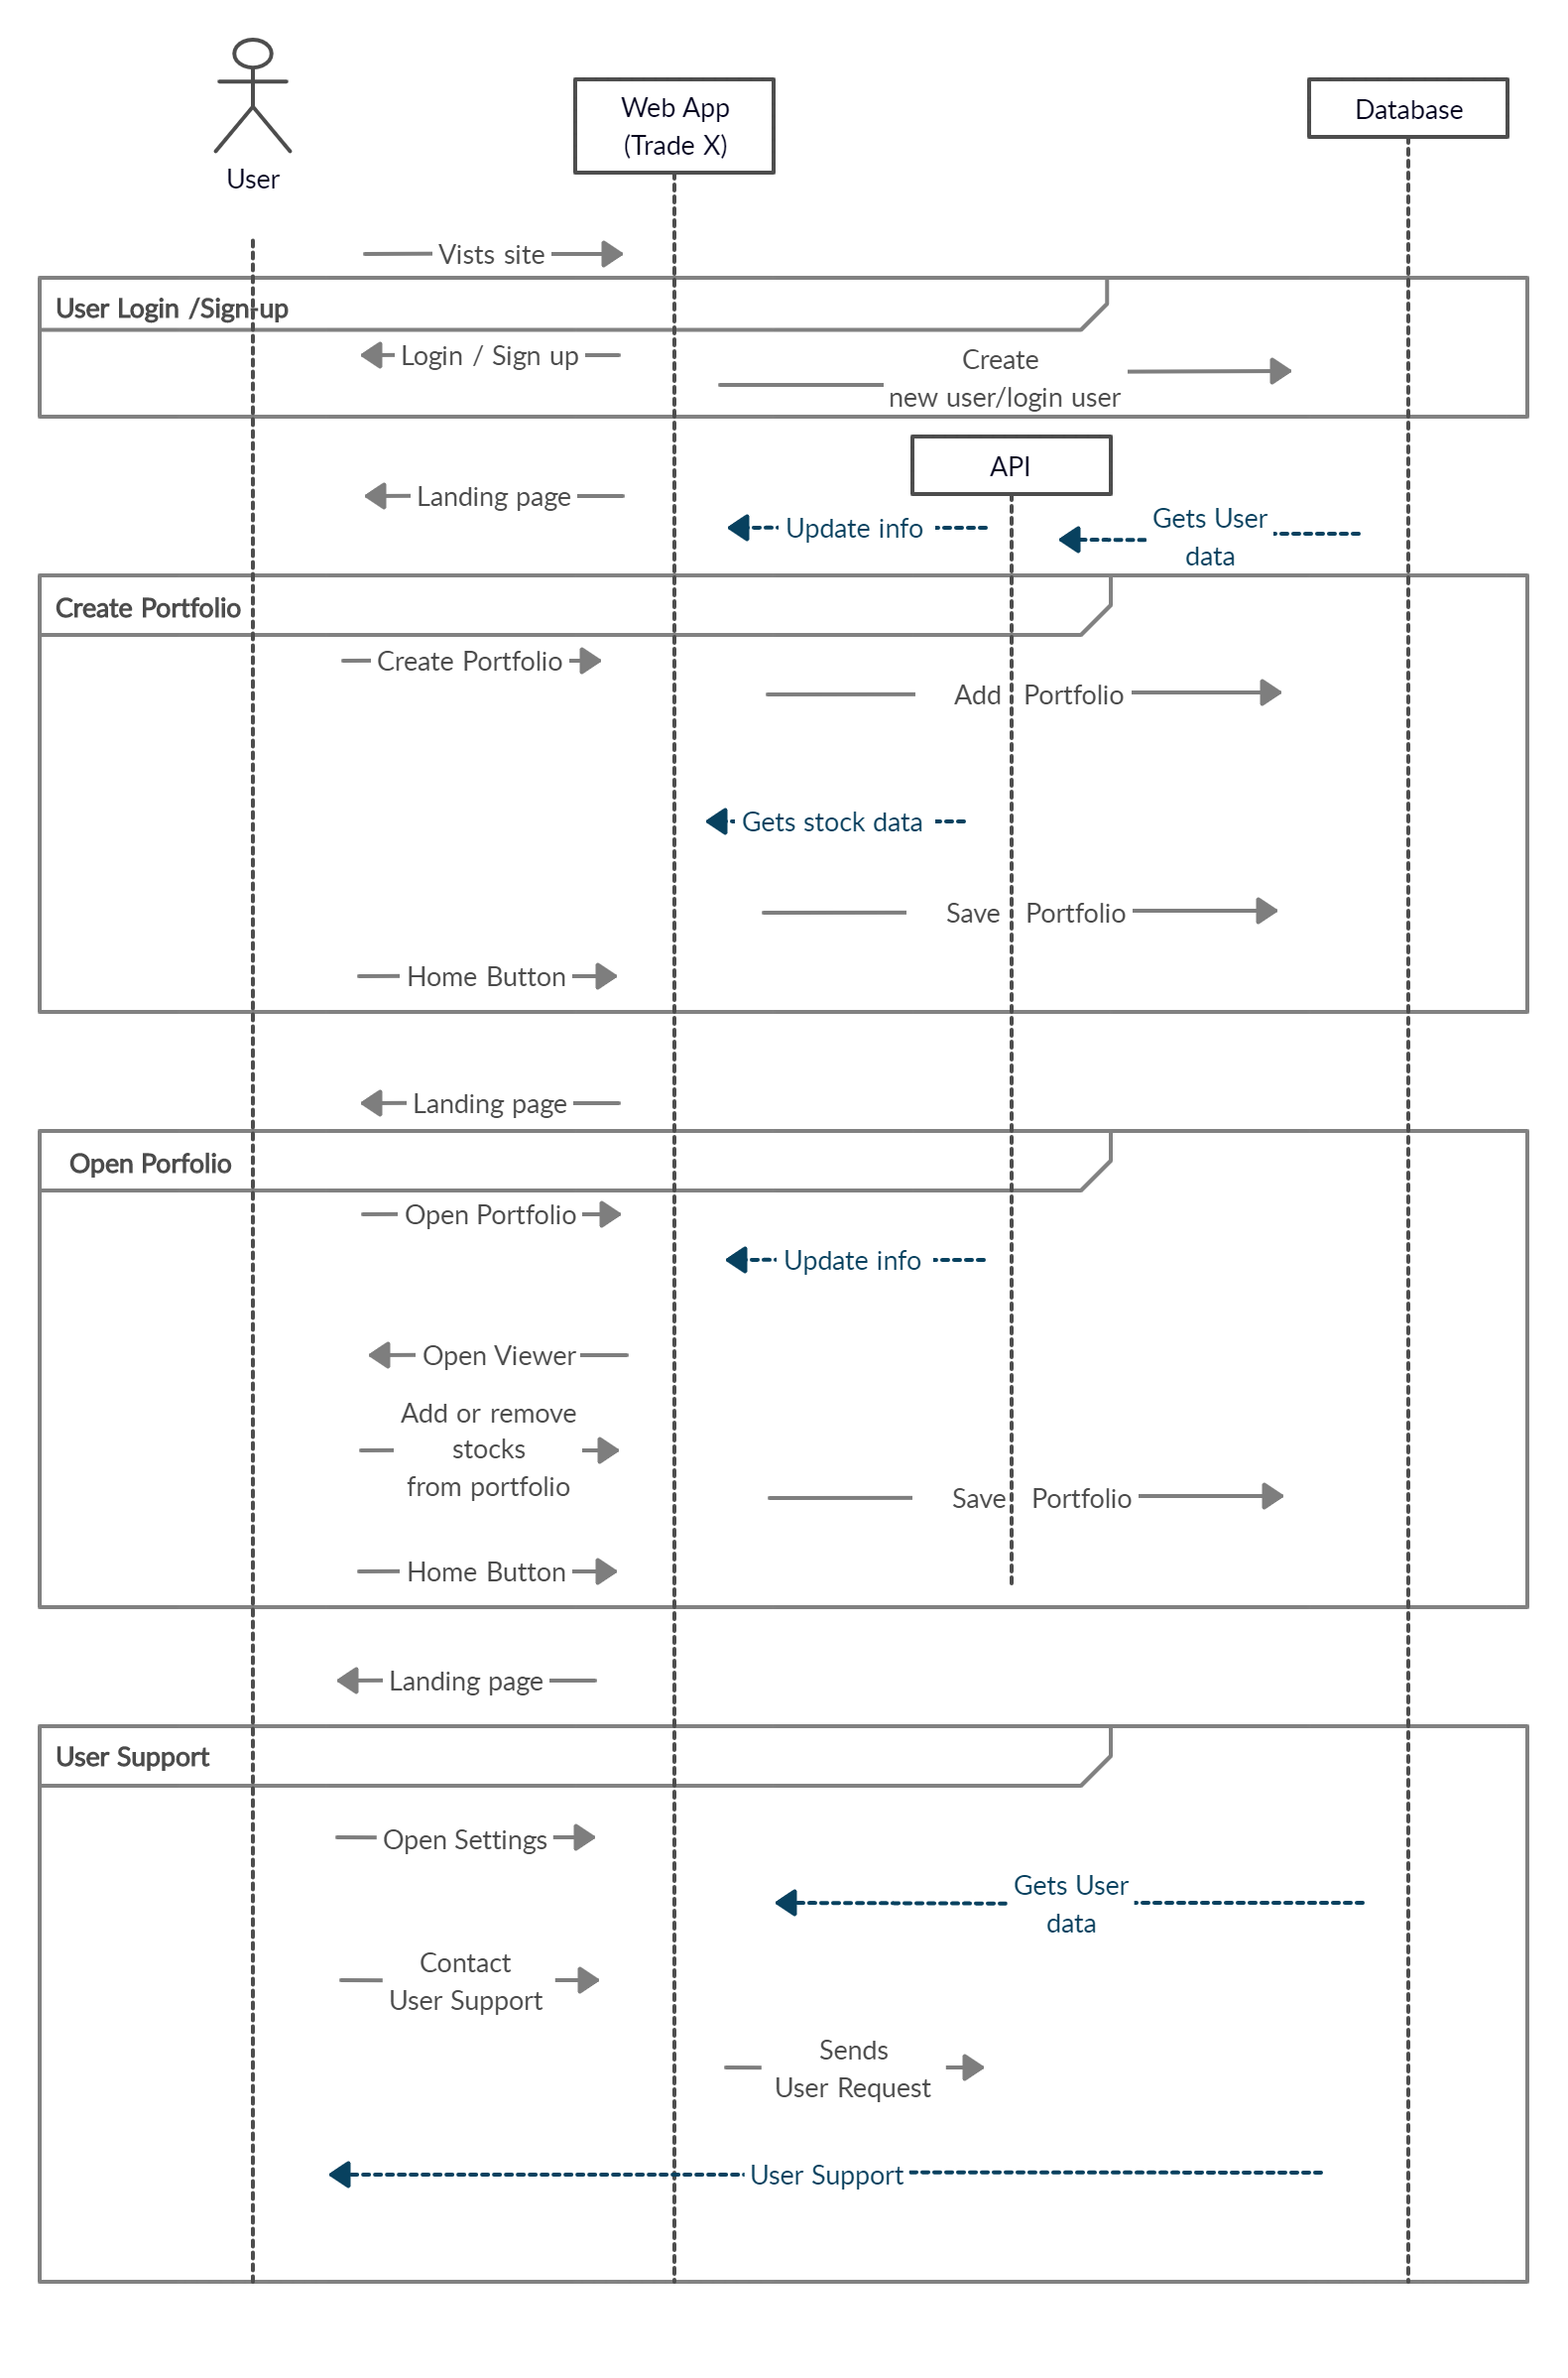 User
Web App
(Trade X)
Database
Vists site
User Login /Sign-up
Login / Sign up
Create
new user/login user
API
Landing page
Update info
Gets User
data
Create Portfolio
Create Portfolio
Add Portfolio
Gets stock data
Save Portfolio
Home Button
Landing page
Open Porfolio
Open Portfolio
Update info
Open Viewer
Add or remove
stocks
from portfolio
Save Portfolio
Home Button
Landing page
User Support
Open Settings
Gets User
data
Contact
User Support
Sends
User Request
User Support